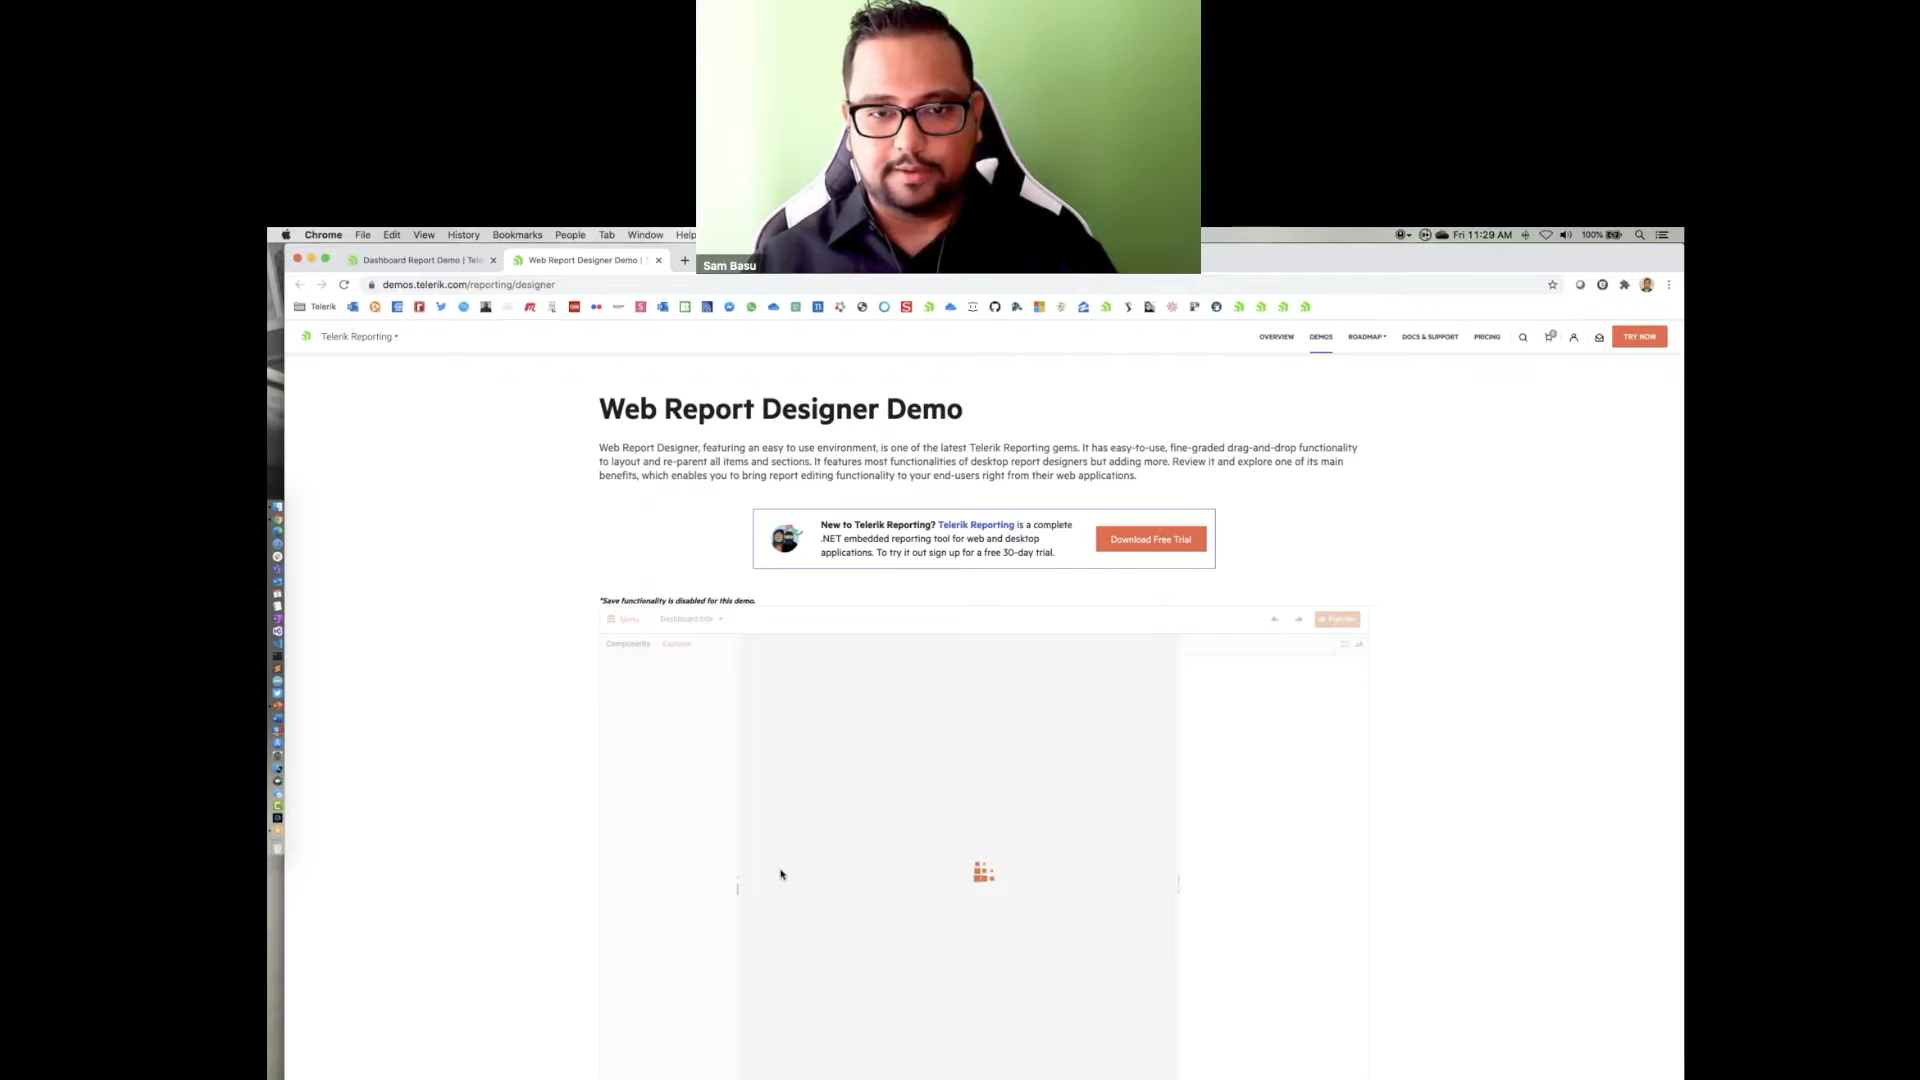 Sam Basu
Chrome File Edit View History Bookmarks People Tab Window Help
100% Fri 11:29 AM
Dashboard Report Demo | Tele
Web Report Designer Demo |
demos.telerik.com/reporting/designer
Telerik
Telerik Reporting
OVERVIEW DEMOS ROADMAP DOCS & SUPPORT PRICING TRY NOW
Web Report Designer Demo
Web Report Designer, featuring an easy to use environment, is one of the latest Telerik Reporting gems. It has easy-to-use, fine-graded drag-and-drop functionality
to layout and re-parent all items and sections. It features most functionalities of desktop report designers but adding more. Review it and explore one of its main
benefits, which enables you to bring report editing functionality to your end-users right from their web applications.
New to Telerik Reporting? Telerik Reporting is a complete
.NET embedded reporting tool for web and desktop
applications. To try it out sign up for a free 30-day trial.
Download Free Trial
*Save functionality is disabled for this demo.
Menu Dashboard.trdx Preview
Components Explorer